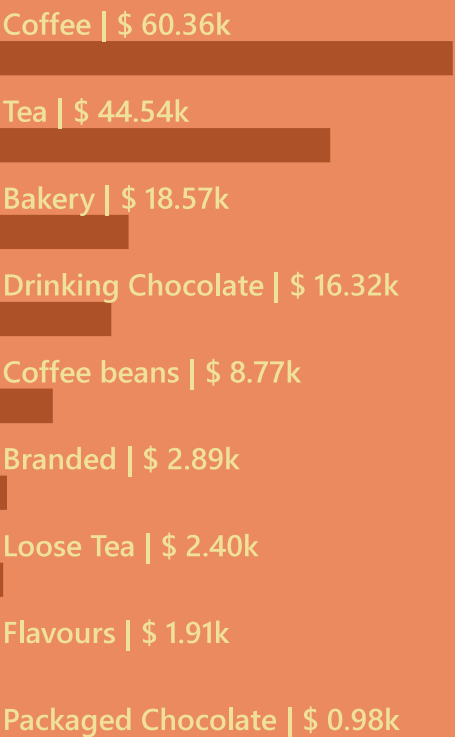 Coffee | $ 60.36k
Tea | $ 44.54k
Bakery | $ 18.57k
Drinking Chocolate | $ 16.32k
Coffee beans | $ 8.77k
Branded | $ 2.89k
Loose Tea | $ 2.40k
Flavours | $ 1.91k
Packaged Chocolate | $ 0.98k